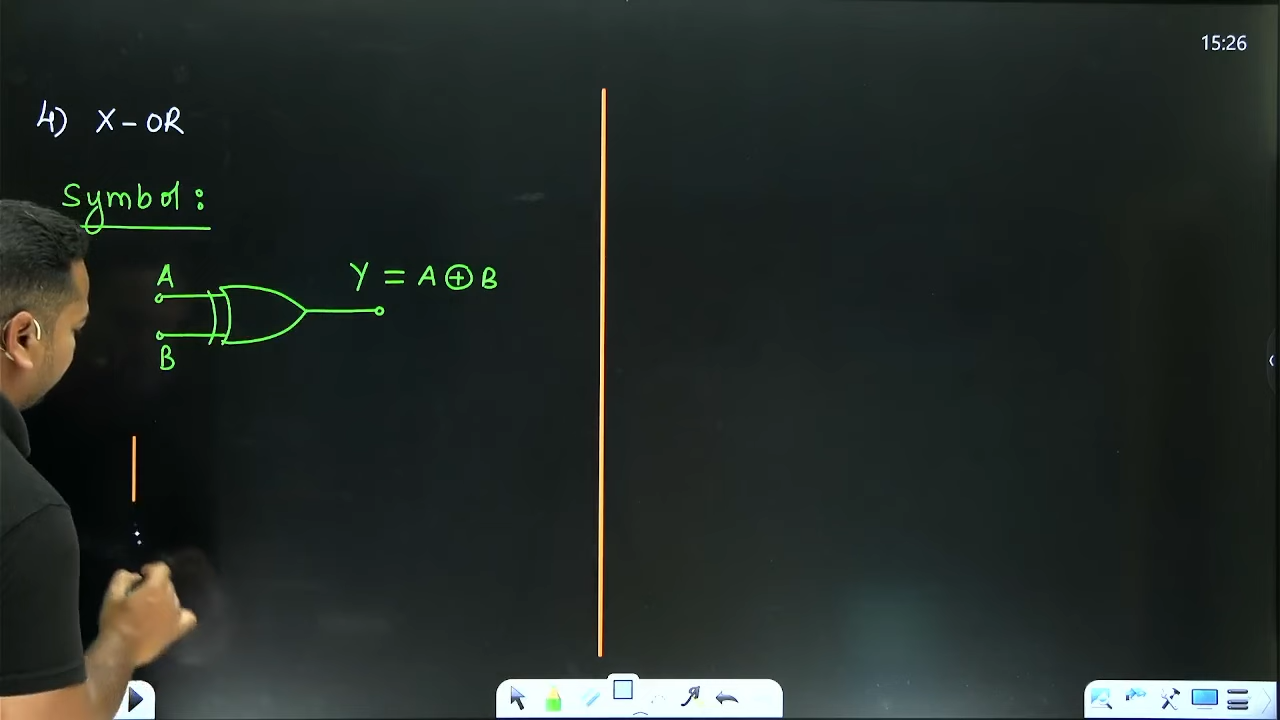 15:26
4) X-OR
Symbol:
A
Y = A ⊕ B
B